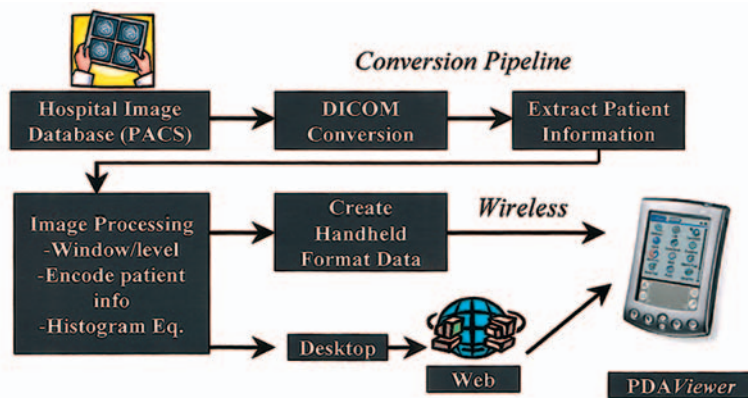 Conversion Pipeline
Hospital Image
Database (PACS)
DICOM
Conversion
Extract Patient
Information
Image Processing
-Window/level
-Encode patient
info
-Histogram Eq.
Create
Handheld
Format Data
Wireless
Desktop
Web
PDAViewer